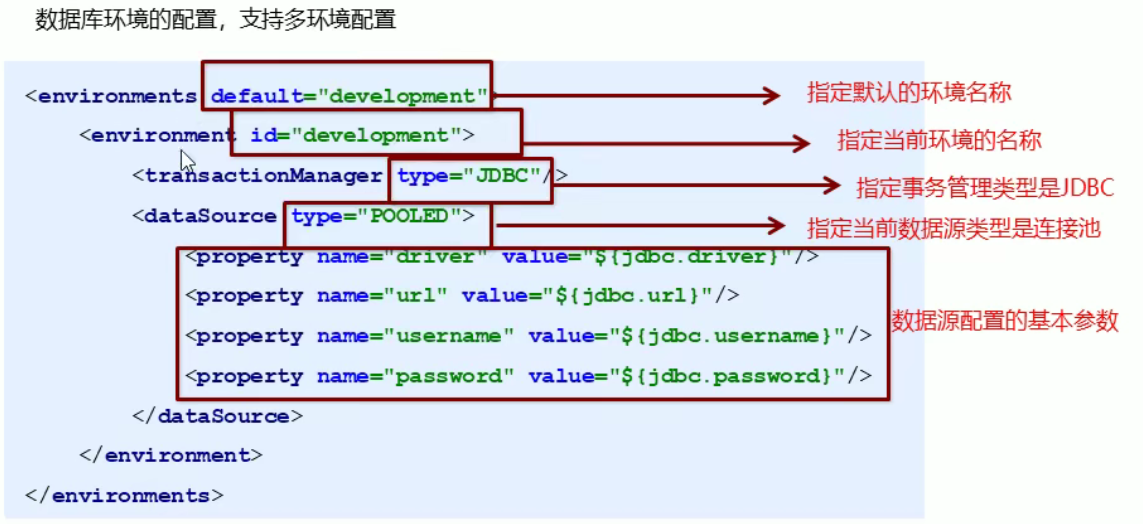 数据库环境的配置，支持多环境配置
<environments default="development"
指定默认的环境名称
<environment id="development">
指定当前环境的名称
<transactionManager type="JDBC"/>
指定事务管理类型是JDBC
<dataSource type="POOLED">
指定当前数据源类型是连接池
<property name="driver" value="${jdbc.driver}"/>
<property name="url" value="${jdbc.url}"/>
<property name="username" value="${jdbc.username}"/>
数据源配置的基本参数
<property name="password" value="${jdbc.password}"/>
</dataSource>
</environment>
</environments>